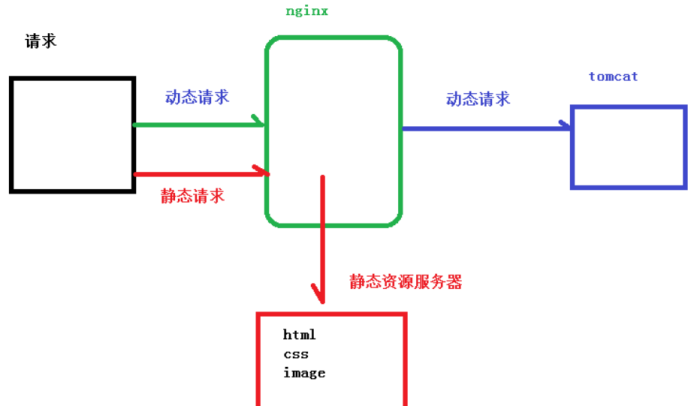 nginx
请求
动态请求
静态请求
动态请求
tomcat
静态资源服务器
html
css
image